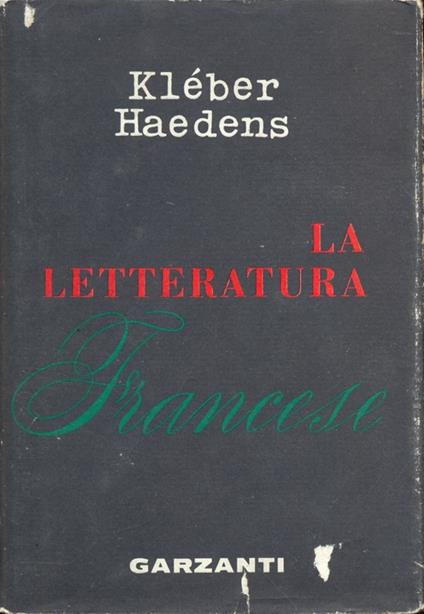 Kléber
Haedens
LA
LETTERATURA
Francese
GARZANTI